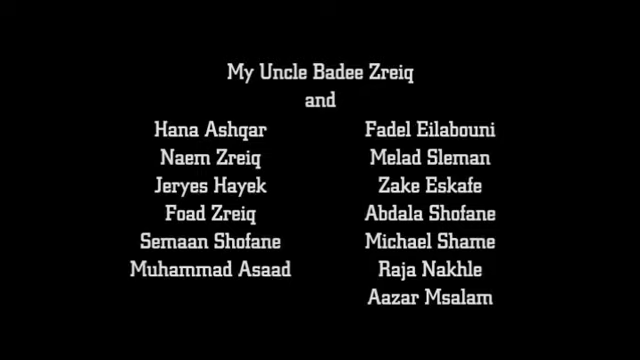 My Uncle Badee Zreiq
and
Hana Ashqar
Naem Zreiq
Jeryes Hayek
Foad Zreiq
Semaan Shofane
Muhammad Asaad
Fadel Eilabouni
Melad Sleman
Zake Eskafe
Abdala Shofane
Michael Shame
Raja Nakhle
Aazar Msalam